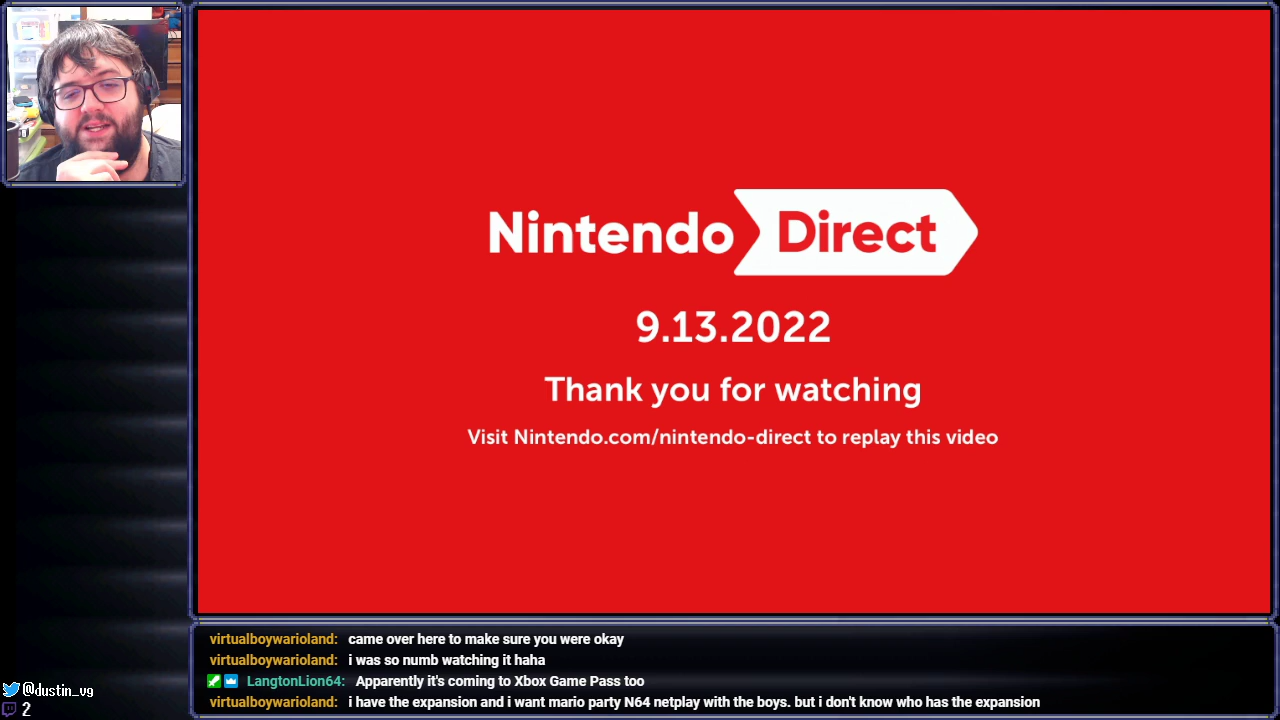 Nintendo Direct
9.13.2022
Thank you for watching
Visit Nintendo.com/nintendo-direct to replay this video
virtualboywarioland: came over here to make sure you were okay
virtualboywarioland: i was so numb watching it haha
LangtonLion64: Apparently it's coming to Xbox Game Pass too
virtualboywarioland: i have the expansion and i want mario party N64 netplay with the boys. but i don't know who has the expansion
@dustin_vg
2